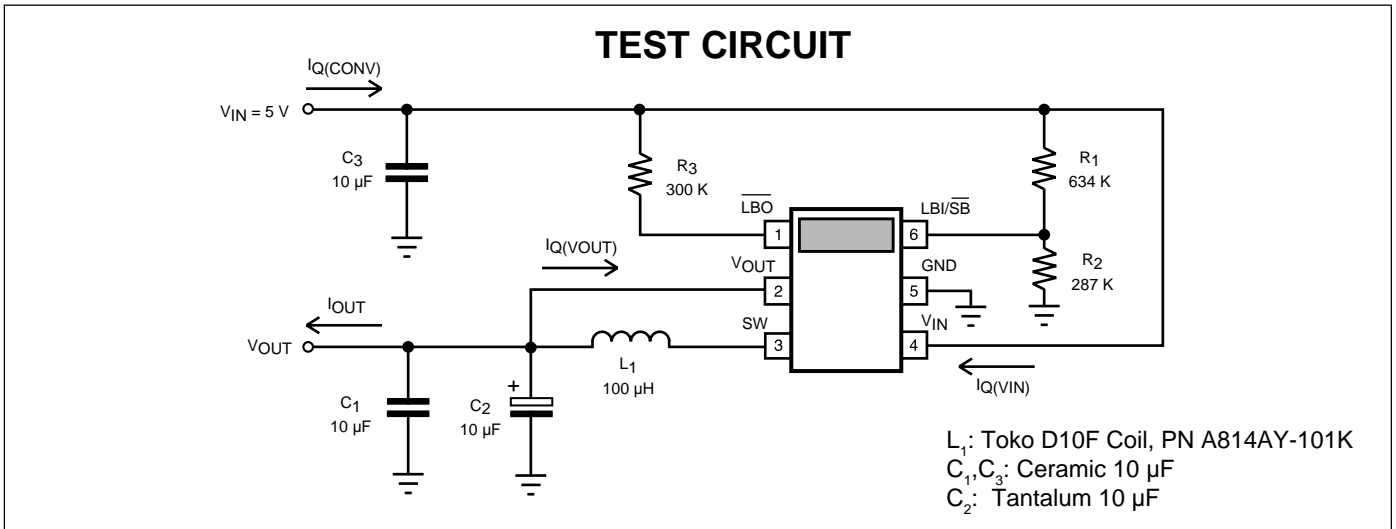 TEST CIRCUIT
IQ(CONV)
VIN = 5 V
C3
10 µF
R3
300 K
R1
634 K
LBO
LBI/SB
1
6
IQ(VOUT)
VOUT
GND
R2
287 K
2
5
IOUT
SW
VIN
VOUT
3
4
L1
100 µH
IQ(VIN)
+
C1
10 µF
C2
10 µF
L1: Toko D10F Coil, PN A814AY-101K
C1,C3: Ceramic 10 µF
C2: Tantalum 10 µF